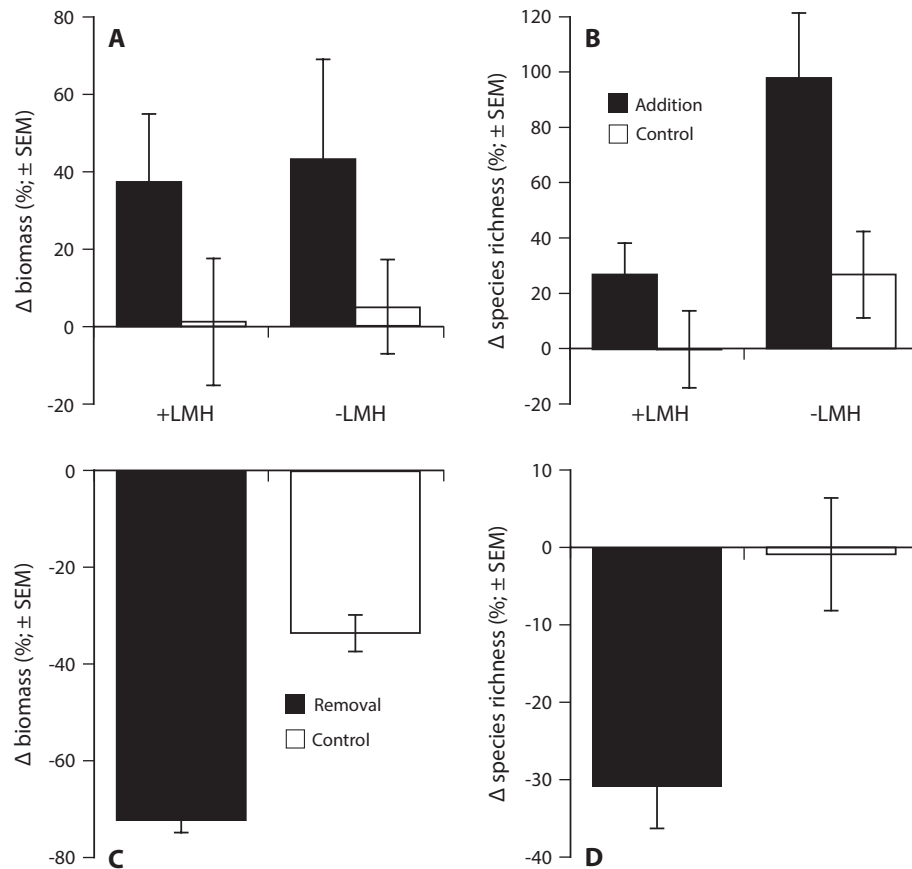 A
Δ biomass (%; ± SEM)
80
60
40
20
0
-20
+LMH
-LMH
B
Δ species richness (%; ± SEM)
120
100
80
60
40
20
0
-20
Addition
Control
+LMH
-LMH
C
Δ biomass (%; ± SEM)
0
-20
-40
-60
-80
Removal
Control
D
Δ species richness (%; ± SEM)
10
0
-10
-20
-30
-40